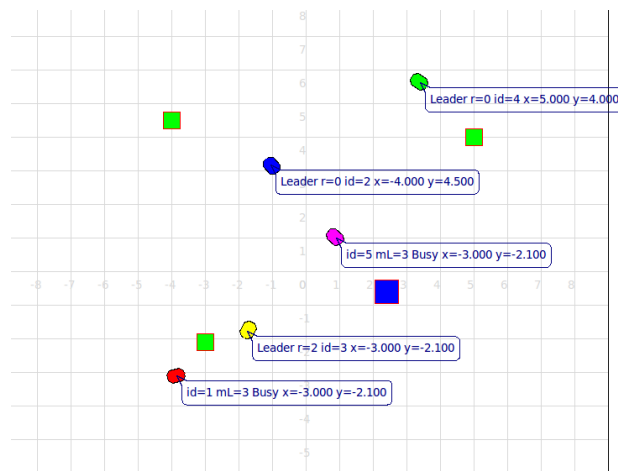 8
7
6
Leader r=0 id=4 x=5.000 y=4.000
5
4
Leader r=0 id=2 x=-4.000 y=4.500
2
1
id=5 mL=3 Busy x=-3.000 y=-2.100
-8 -7 -6 -5 -4 -3 -2 -1 0 1 2 3 4 5 6 7 8
-1
Leader r=2 id=3 x=-3.000 y=-2.100
id=1 mL=3 Busy x=-3.000 y=-2.100
-4
-5